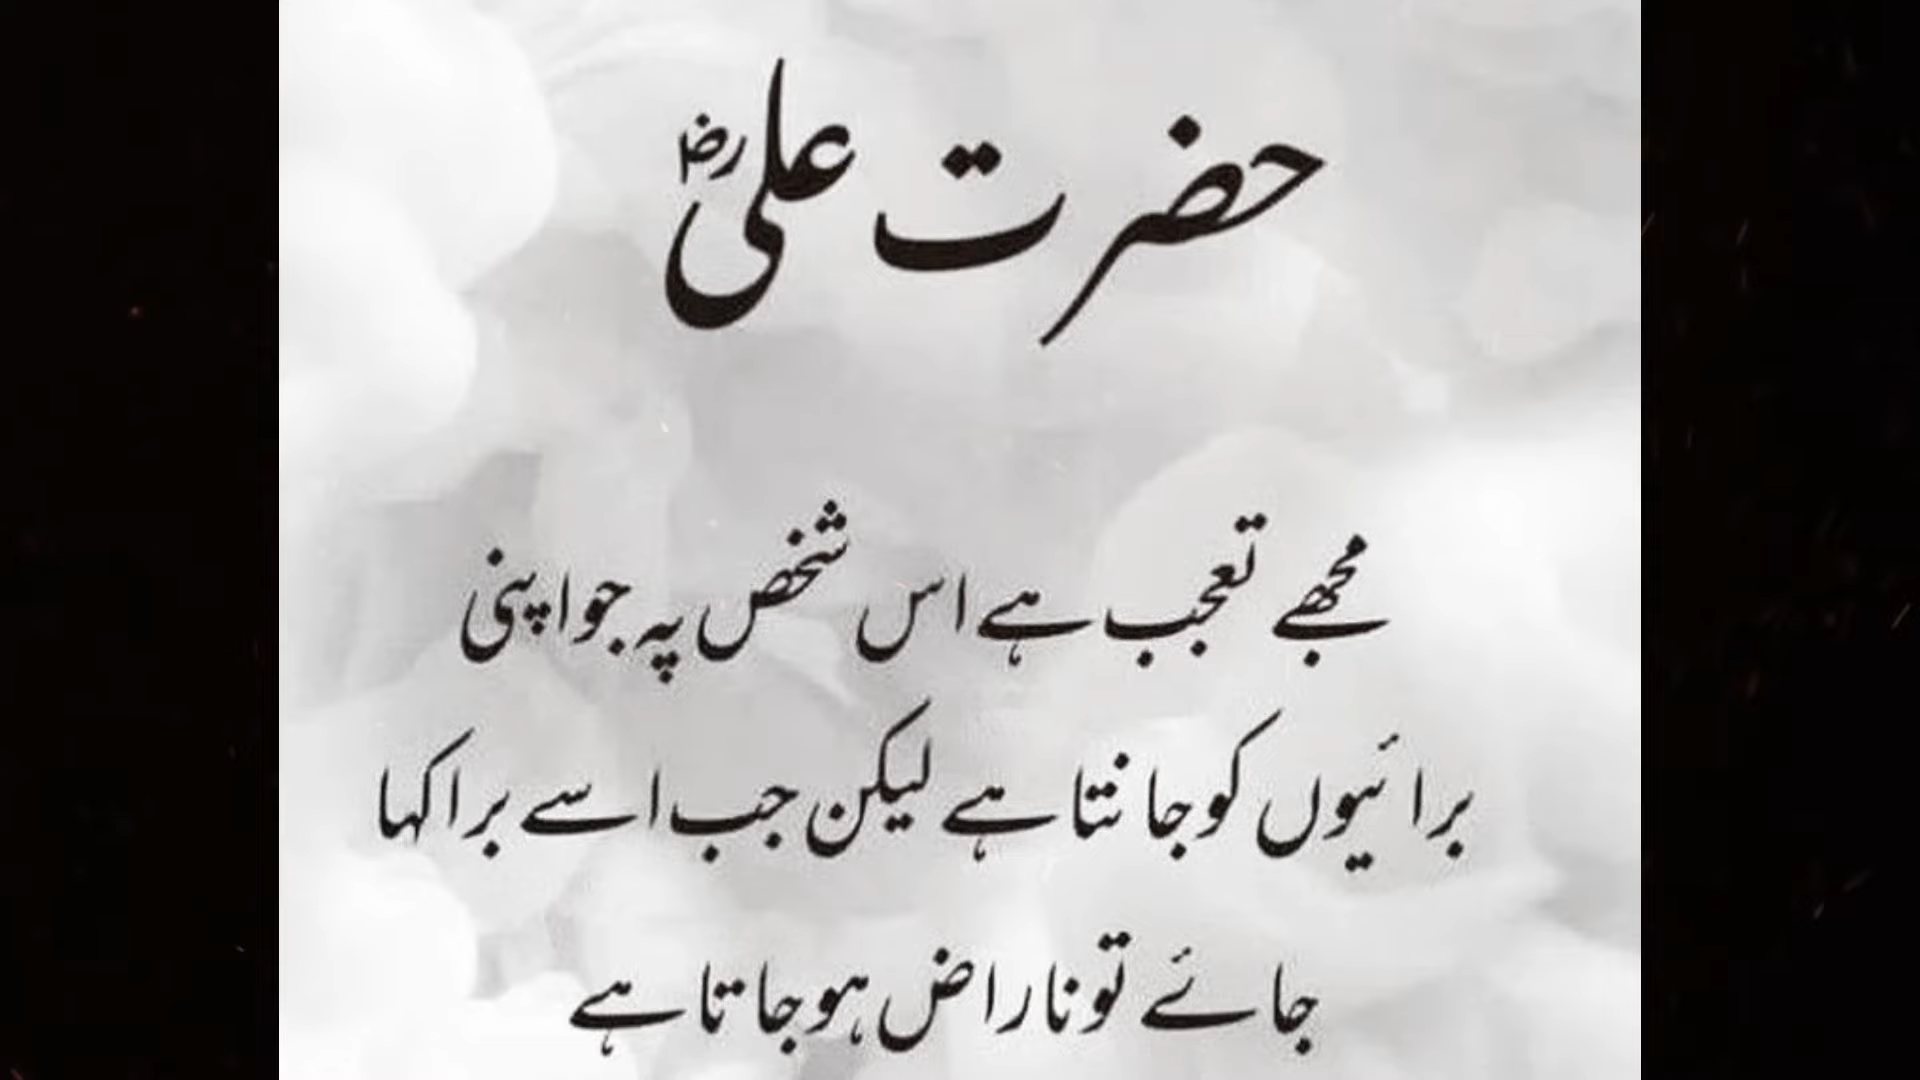 حضرت علیؓ
مجھے تعجب ہے اس شخص پہ جو اپنی
برائیوں کو جانتا ہے لیکن جب اسے برا کہا
جائے تو ناراض ہو جاتا ہے